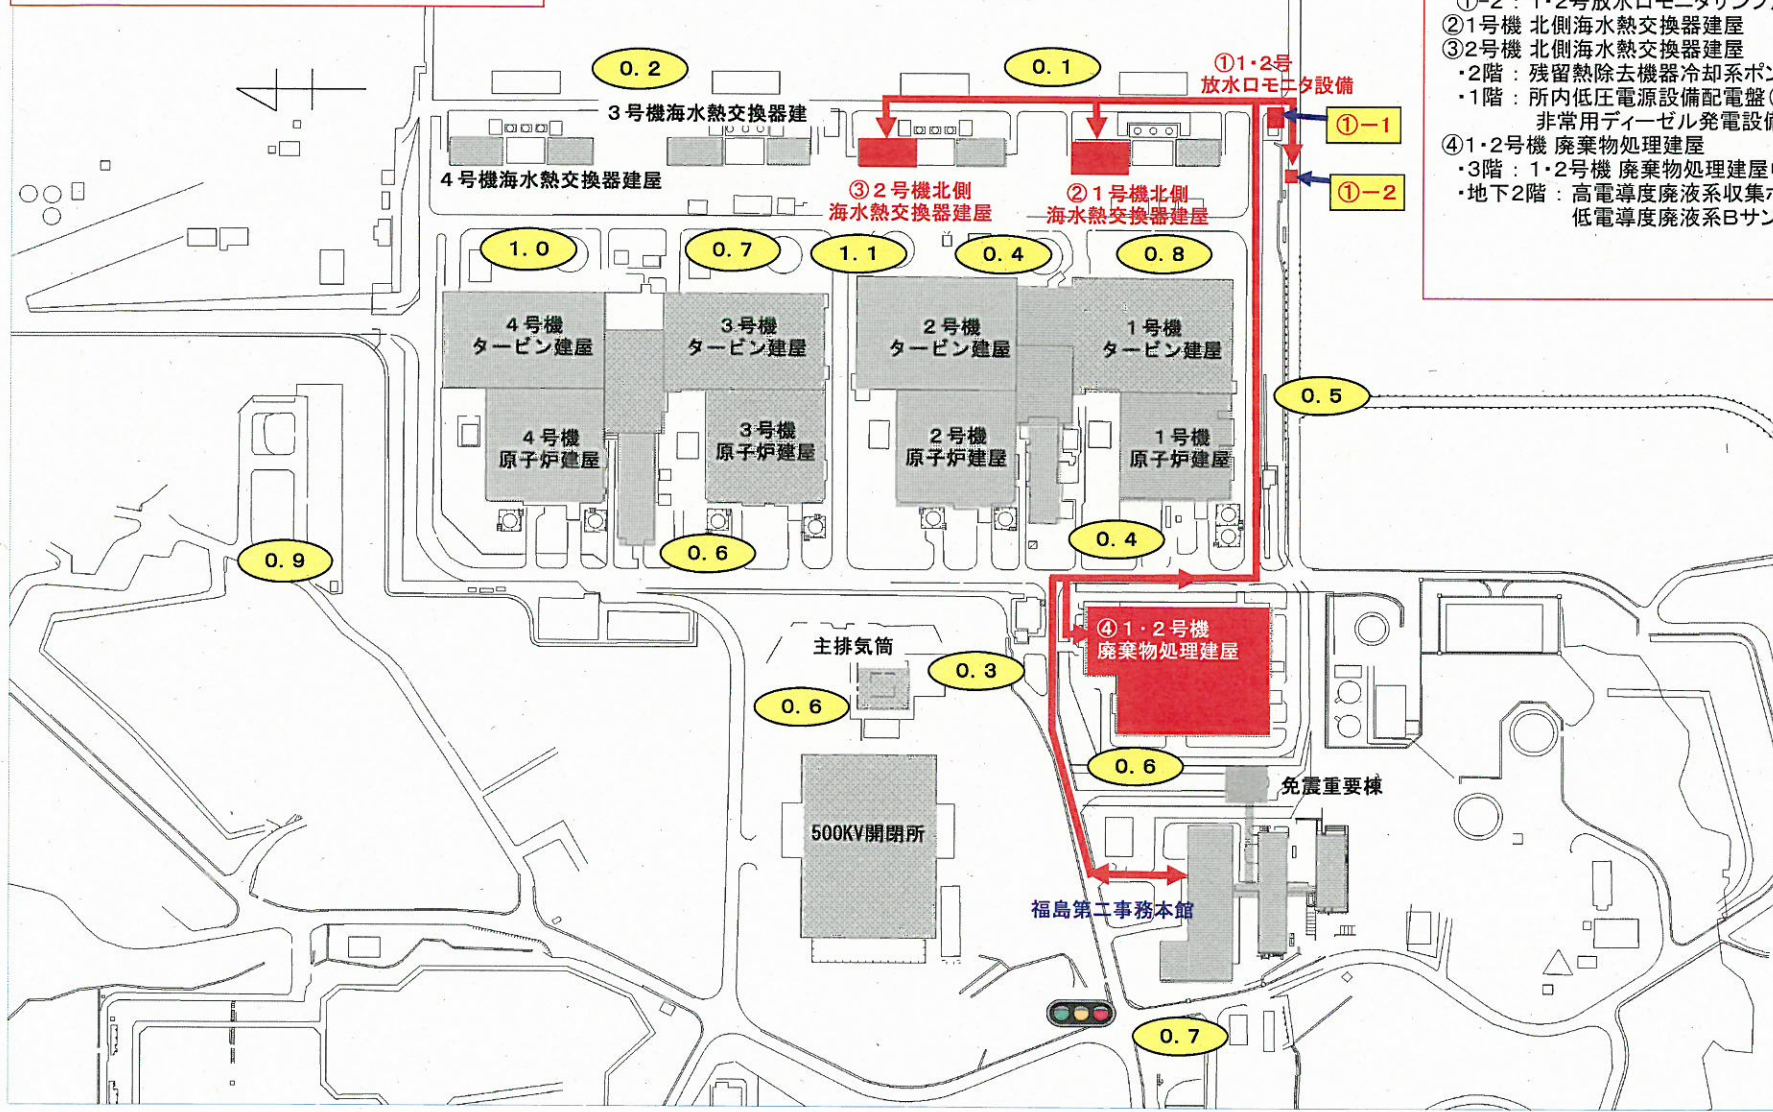 ①-2：1・2号放水口モニタサンプ
②1号機 北側海水熱交換器建屋
③2号機 北側海水熱交換器建屋
・2階：残留熱除去機器冷却系ポン
・1階：所内低圧電源設備配電盤(
非常用ディーゼル発電設備
④1・2号機 廃棄物処理建屋
・3階：1・2号機 廃棄物処理建屋
・地下2階：高電導度廃液系収集
低電導度廃液系Bサン
0.2
0.1
①1・2号
放水口モニタ設備
3号機海水熱交換器建
①-1
4号機海水熱交換器建屋
③2号機北側
海水熱交換器建屋
②1号機北側
海水熱交換器建屋
①-2
1.0
0.7
1.1
0.4
0.8
4号機
タービン建屋
3号機
タービン建屋
2号機
タービン建屋
1号機
タービン建屋
0.5
4号機
原子炉建屋
3号機
原子炉建屋
2号機
原子炉建屋
1号機
原子炉建屋
0.9
0.6
0.4
主排気筒
④1・2号機
廃棄物処理建屋
0.3
0.6
0.6
免震重要棟
500KV開閉所
福島第二事務本館
0.7